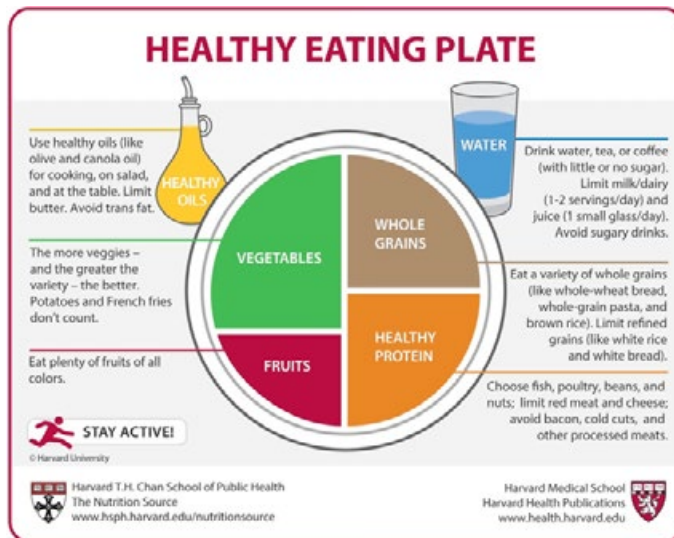 HEALTHY EATING PLATE
Use healthy oils (like
olive and canola oil)
for cooking, on salad,
and at the table. Limit
butter. Avoid trans fat.
HEALTHY
OILS
The more veggies –
and the greater the
variety – the better.
Potatoes and French fries
don't count.
Eat plenty of fruits of all
colors.
VEGETABLES
FRUITS
WHOLE
GRAINS
HEALTHY
PROTEIN
WATER
Drink water, tea, or coffee
(with little or no sugar).
Limit milk/dairy
(1-2 servings/day) and
juice (1 small glass/day).
Avoid sugary drinks.
Eat a variety of whole grains
(like whole-wheat bread,
whole-grain pasta, and
brown rice). Limit refined
grains (like white rice
and white bread).
Choose fish, poultry, beans, and
nuts; limit red meat and cheese;
avoid bacon, cold cuts, and
other processed meats.
STAY ACTIVE!
© Harvard University
Harvard T.H. Chan School of Public Health
The Nutrition Source
www.hsph.harvard.edu/nutritionsource
Harvard Medical School
Harvard Health Publications
www.health.harvard.edu